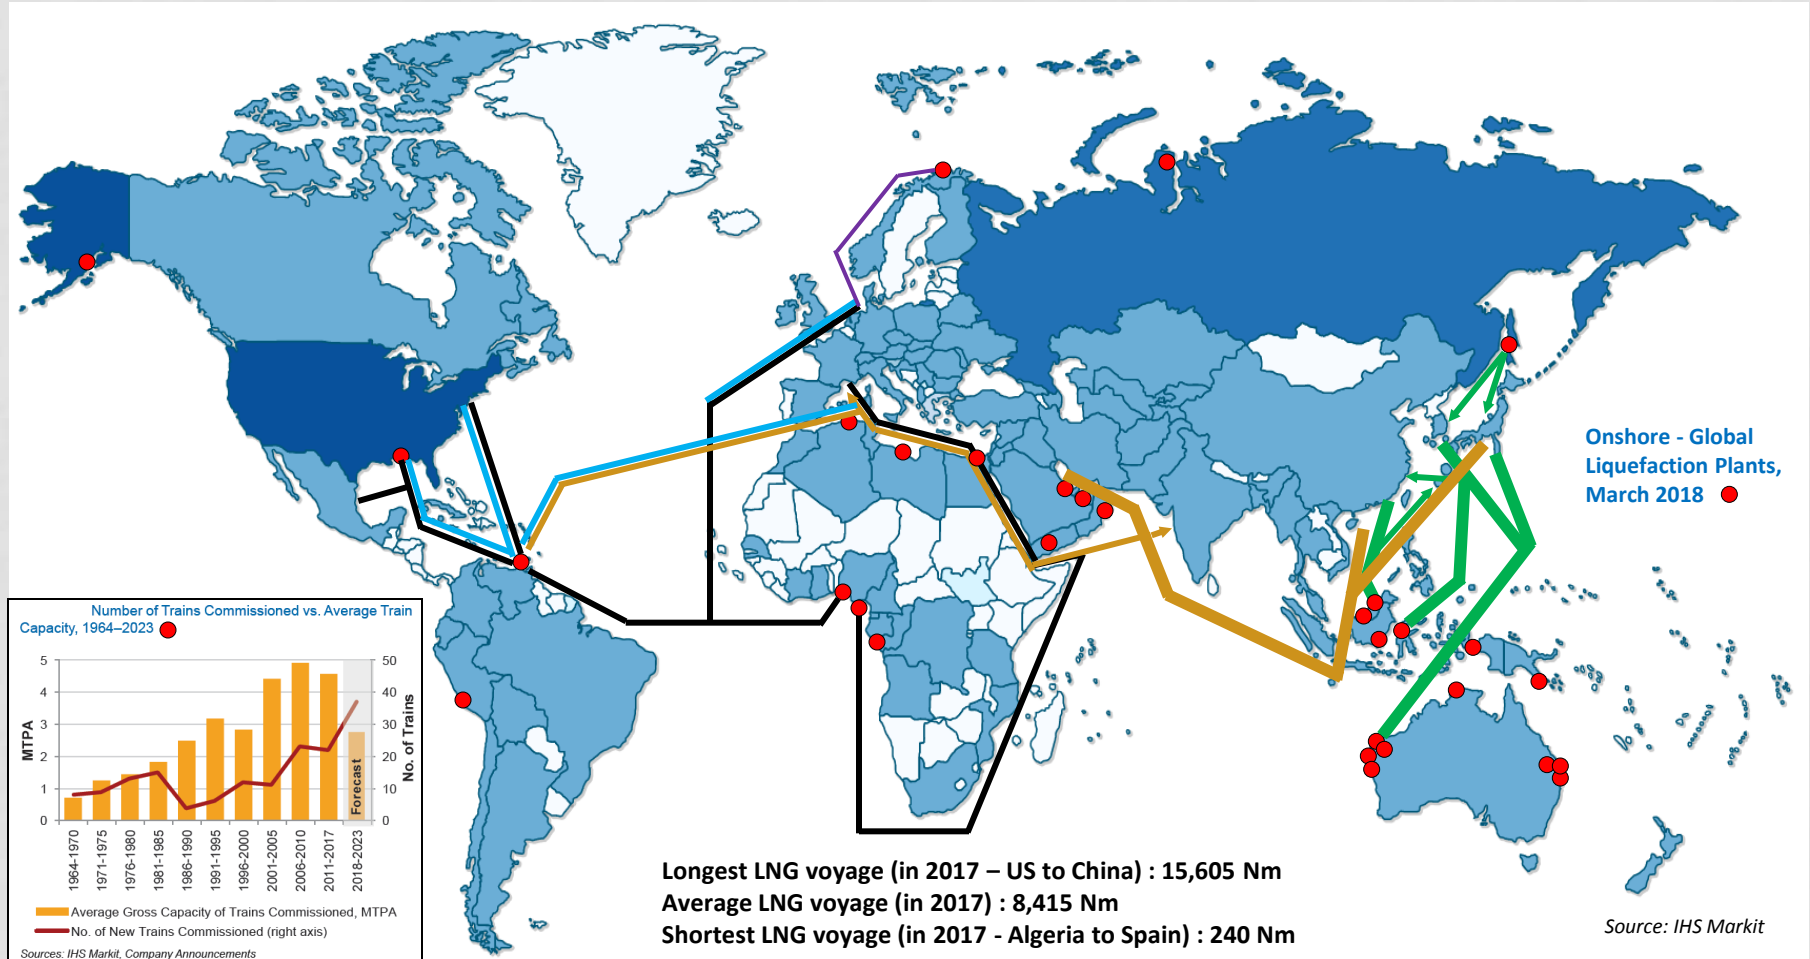 Onshore - Global
Liquefaction Plants,
March 2018
Number of Trains Commissioned vs. Average Train
Capacity, 1964–2023
5
4
3
2
1
0
MTPA
50
40
30
20
10
0
No. of Trains
Forecast
1964-1970
1971-1975
1976-1980
1981-1985
1986-1990
1991-1995
1996-2000
2001-2005
2006-2010
2011-2017
2018-2023
Average Gross Capacity of Trains Commissioned, MTPA
No. of New Trains Commissioned (right axis)
Sources: IHS Markit, Company Announcements
Longest LNG voyage (in 2017 – US to China) : 15,605 Nm
Average LNG voyage (in 2017) : 8,415 Nm
Shortest LNG voyage (in 2017 - Algeria to Spain) : 240 Nm
Source: IHS Markit